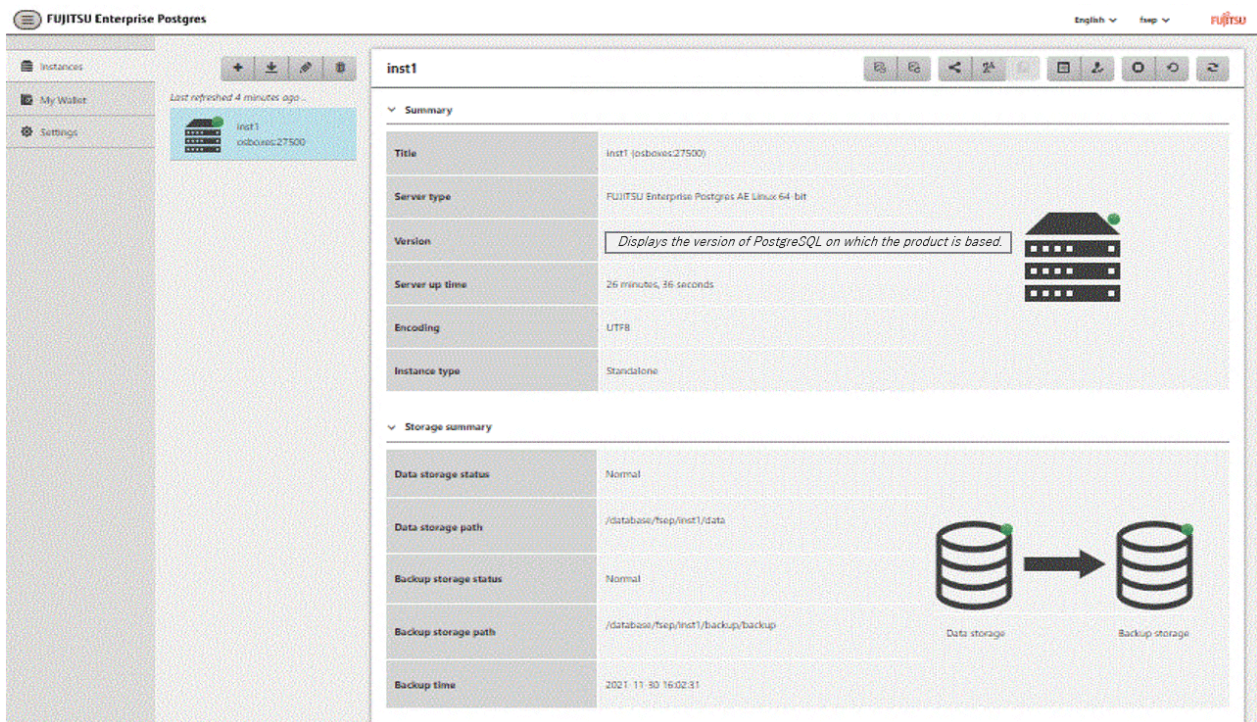 FUJITSU Enterprise Postgres
English
fsep
FUJITSU
Instances
My Wallet
Settings
Last refreshed 4 minutes ago ..
inst1
osboxes:27500
inst1
Summary
Title
inst1 (osboxes:27500)
Server type
FUJITSU Enterprise Postgres AE Linux 64-bit
Version
Displays the version of PostgreSQL on which the product is based.
Server up time
26 minutes, 36 seconds
Encoding
UTF8
Instance type
Standalone
Storage summary
Data storage status
Normal
Data storage path
/database/fsep/inst1/data
Backup storage status
Normal
Backup storage path
/database/fsep/inst1/backup/backup
Backup time
2021-11-30 16:02:31
Data storage
Backup storage